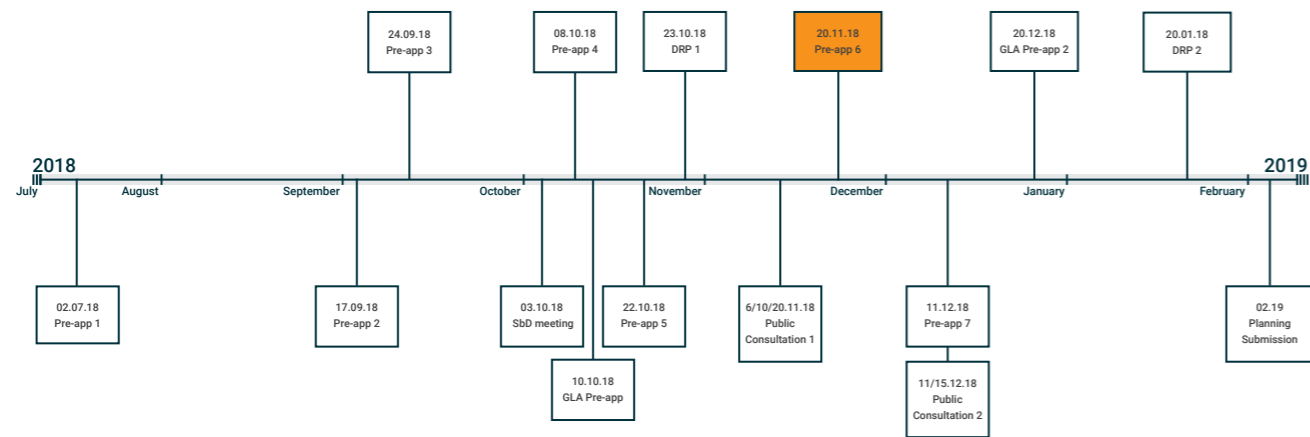 24.09.18
Pre-app 3
08.10.18
Pre-app 4
23.10.18
DRP 1
20.11.18
Pre-app 6
20.12.18
GLA Pre-app 2
20.01.18
DRP 2
2018
2019
July
August
September
October
November
December
January
February
02.07.18
Pre-app 1
17.09.18
Pre-app 2
03.10.18
SbD meeting
10.10.18
GLA Pre-app
22.10.18
Pre-app 5
6/10/20.11.18
Public
Consultation 1
11.12.18
Pre-app 7
11/15.12.18
Public
Consultation 2
02.19
Planning
Submission